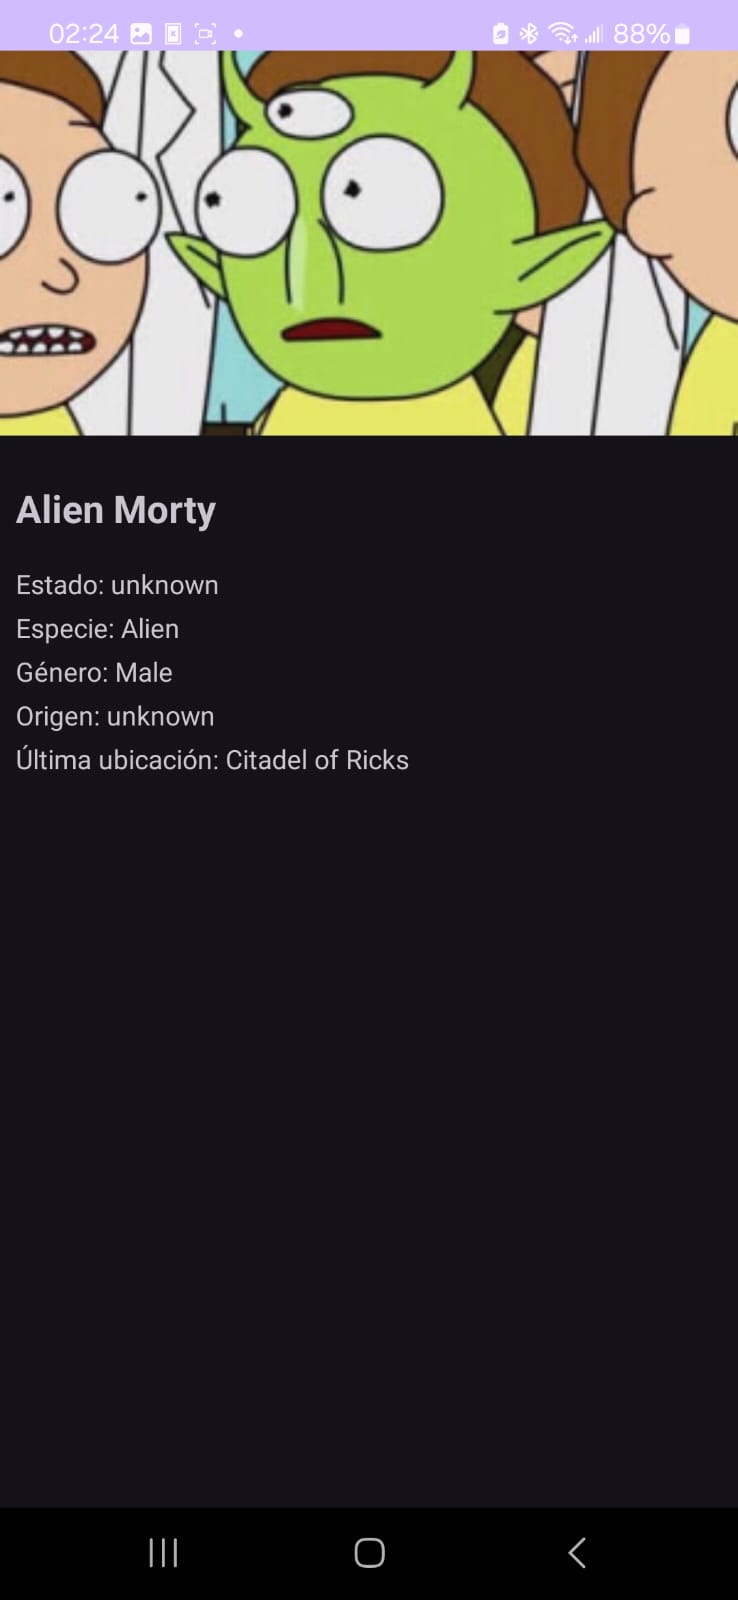 02:24
88%
Alien Morty
Estado: unknown
Especie: Alien
Género: Male
Origen: unknown
Última ubicación: Citadel of Ricks